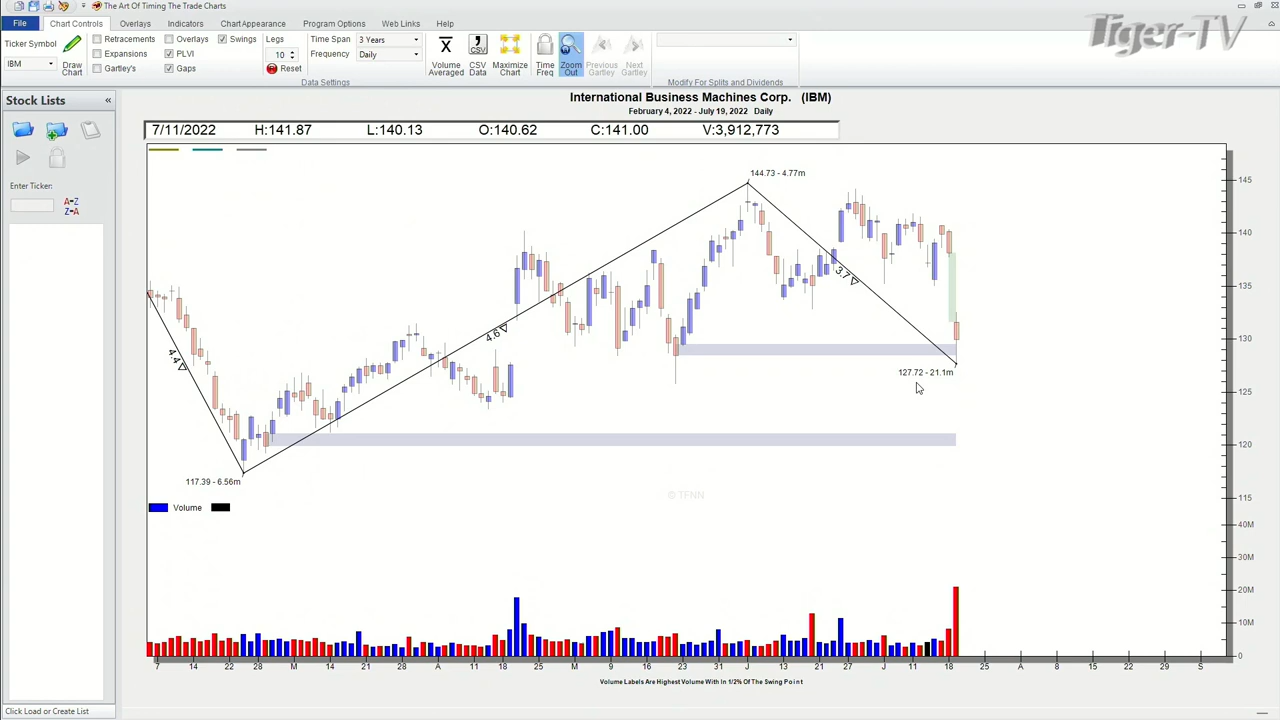 The Art Of Timing The Trade Charts
Tiger-TV
File Chart Controls Overlays Indicators Chart Appearance Program Options Web Links Help
Ticker Symbol
IBM
Draw Chart
Retracements Overlays Swings
Expansions PLVI
Gartley's Gaps
Legs
10
Reset
Time Span 3 Years
Frequency Daily
Data Settings
Volume Averaged
CSV Data
Maximize Chart
Time Freq
Zoom Out
Previous Gartley
Next Gartley
Modify For Splits and Dividends
Stock Lists «
Enter Ticker:
A=Z
Z=A
International Business Machines Corp. (IBM)
February 4, 2022 - July 19, 2022 Daily
7/11/2022 H:141.87 L:140.13 O:140.62 C:141.00 V:3,912,773
144.73 - 4.77m
4.4
4.6
3.7
127.72 - 21.1m
117.39 - 6.56m
© TFNN
Volume
145
140
135
130
125
120
115
40M
30M
20M
10M
0
7 14 22 28 M 14 21 28 A 11 18 25 M 9 16 23 J 13 21 27 J 11 18 25 A 8 15 22 29 S
Volume Labels Are Highest Volume With In 1/2% Of The Swing Point
Click Load or Create List